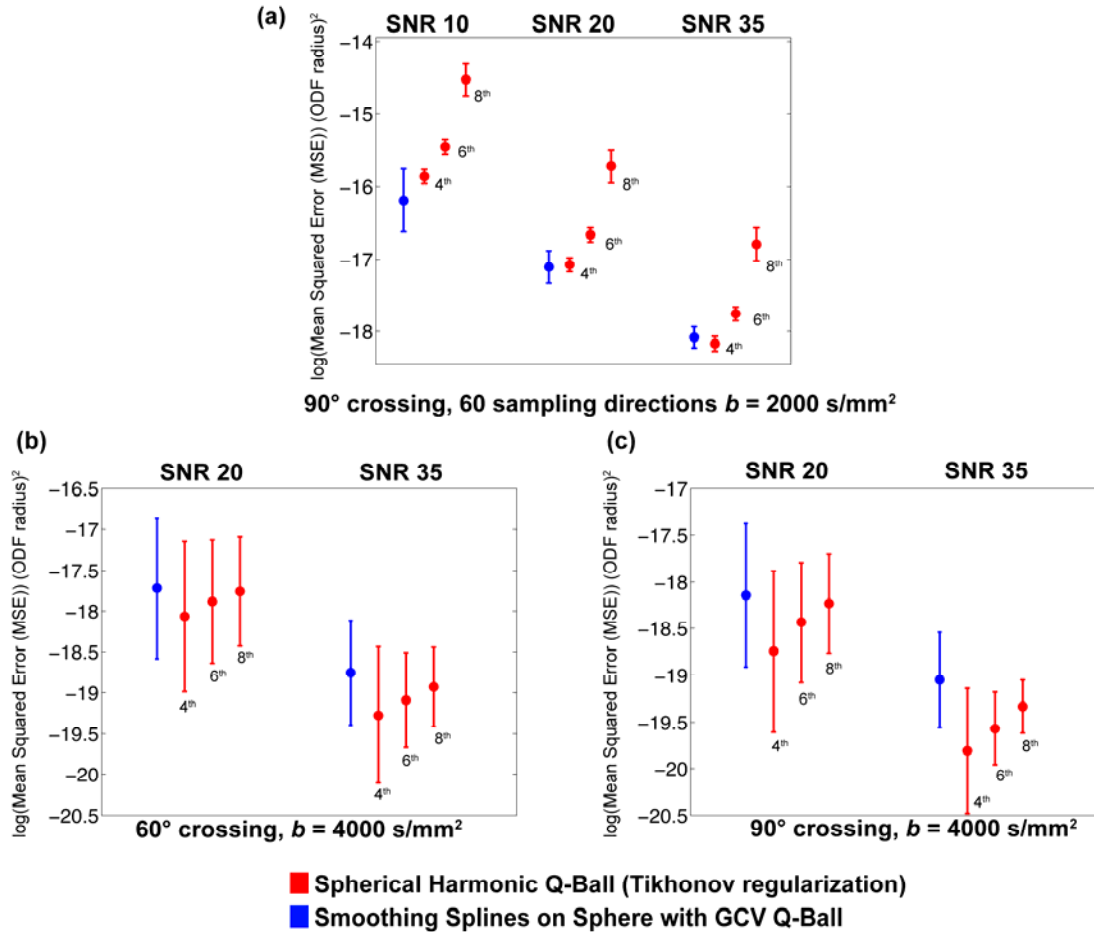 (a)
SNR 10 SNR 20 SNR 35
log(Mean Squared Error (MSE)) (ODF radius)²
−14
−15
−16
−17
−18
8th
6th
4th
8th
6th
4th
8th
6th
4th
90° crossing, 60 sampling directions b = 2000 s/mm²
(b)
SNR 20 SNR 35
log(Mean Squared Error (MSE)) (ODF radius)²
−16.5
−17
−17.5
−18
−18.5
−19
−19.5
−20
−20.5
4th
6th
8th
4th
6th
8th
60° crossing, b = 4000 s/mm²
(c)
SNR 20 SNR 35
log(Mean Squared Error (MSE)) (ODF radius)²
−17
−17.5
−18
−18.5
−19
−19.5
−20
−20.5
4th
6th
8th
4th
6th
8th
90° crossing, b = 4000 s/mm²
Spherical Harmonic Q-Ball (Tikhonov regularization)
Smoothing Splines on Sphere with GCV Q-Ball